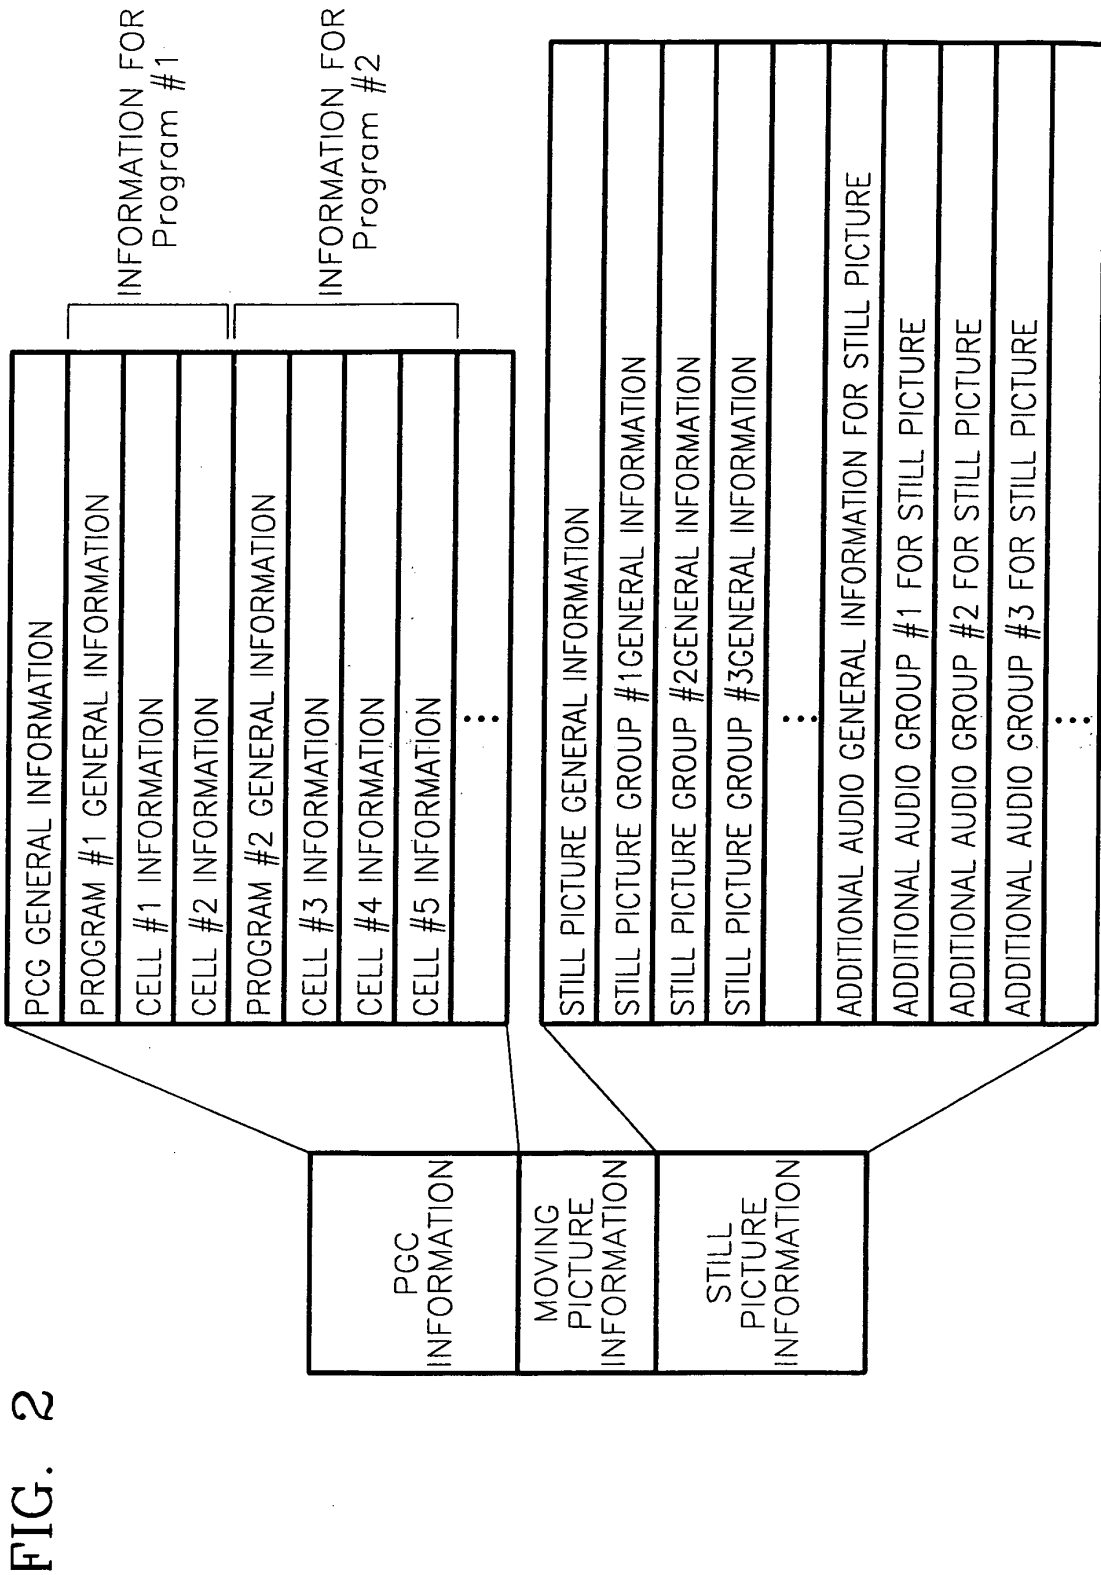 FIG. 2
PGC
INFORMATION
MOVING
PICTURE
INFORMATION
STILL
PICTURE
INFORMATION
PCG GENERAL INFORMATION
PROGRAM #1 GENERAL INFORMATION
CELL #1 INFORMATION
CELL #2 INFORMATION
PROGRAM #2 GENERAL INFORMATION
CELL #3 INFORMATION
CELL #4 INFORMATION
CELL #5 INFORMATION
...
INFORMATION FOR
Program #1
INFORMATION FOR
Program #2
STILL PICTURE GENERAL INFORMATION
STILL PICTURE GROUP #1GENERAL INFORMATION
STILL PICTURE GROUP #2GENERAL INFORMATION
STILL PICTURE GROUP #3GENERAL INFORMATION
...
ADDITIONAL AUDIO GENERAL INFORMATION FOR STILL PICTURE
ADDITIONAL AUDIO GROUP #1 FOR STILL PICTURE
ADDITIONAL AUDIO GROUP #2 FOR STILL PICTURE
ADDITIONAL AUDIO GROUP #3 FOR STILL PICTURE
...